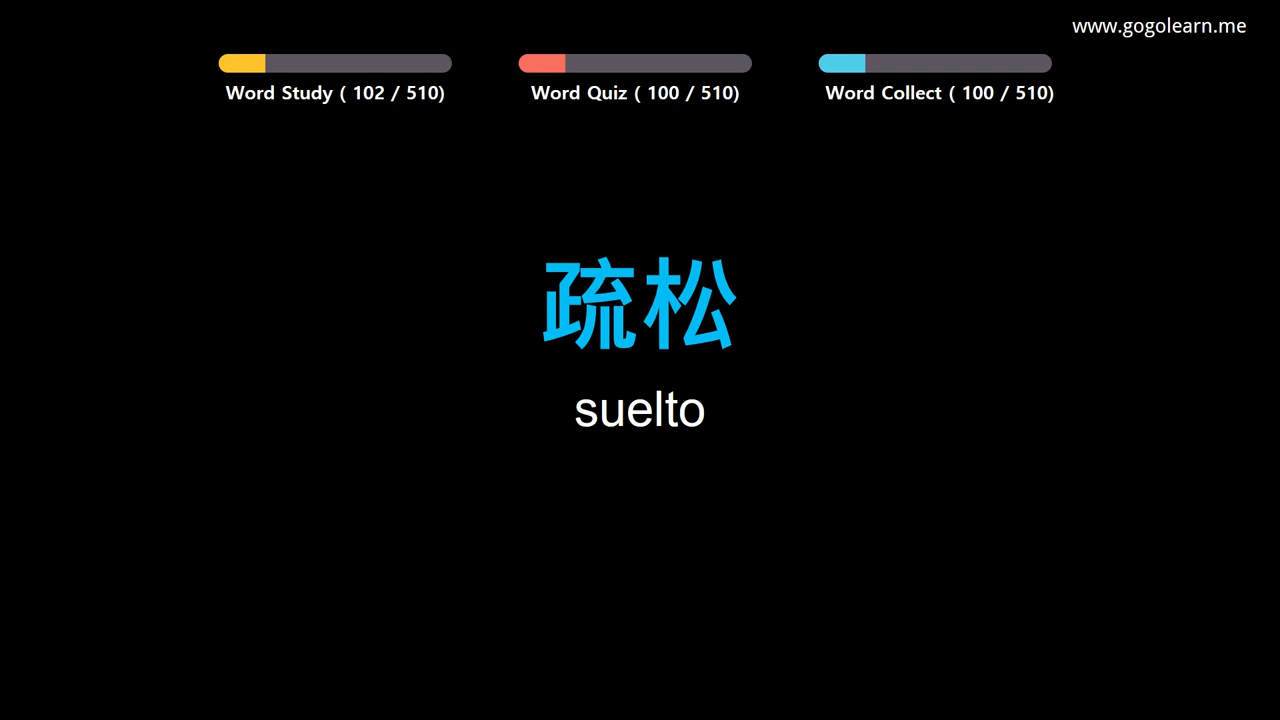 www.gogolearn.me
Word Study ( 102 / 510)
Word Quiz ( 100 / 510)
Word Collect ( 100 / 510)
疏松
suelto